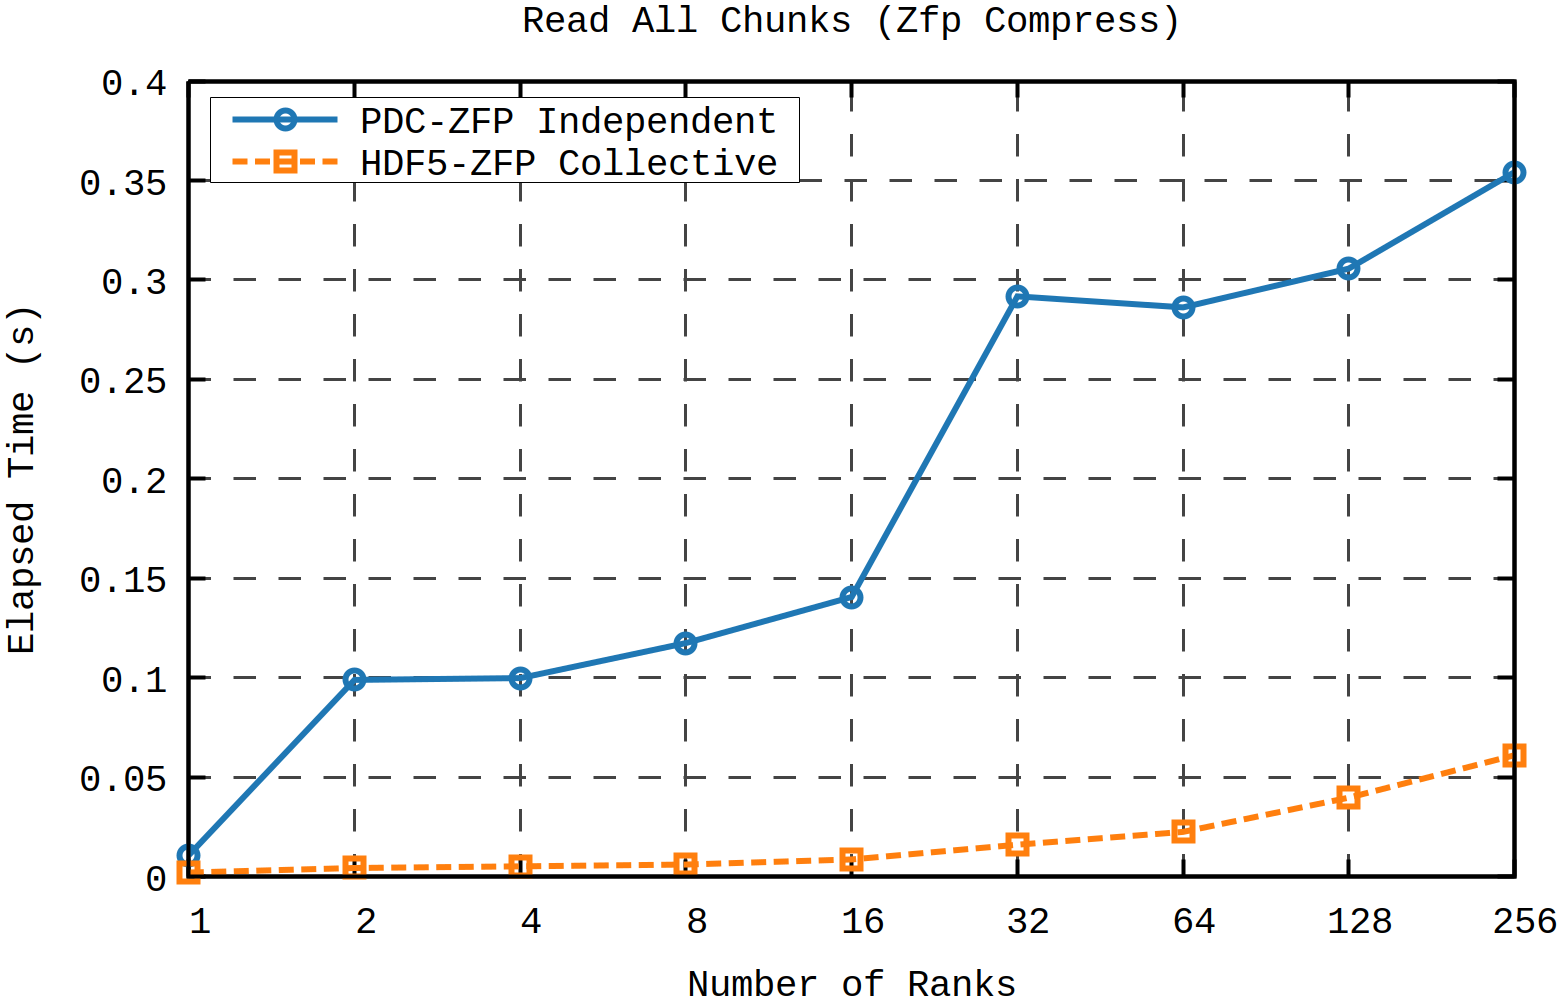 Read All Chunks (Zfp Compress)
PDC-ZFP Independent
HDF5-ZFP Collective
Elapsed Time (s)
0.4
0.35
0.3
0.25
0.2
0.15
0.1
0.05
0
1 2 4 8 16 32 64 128 256
Number of Ranks